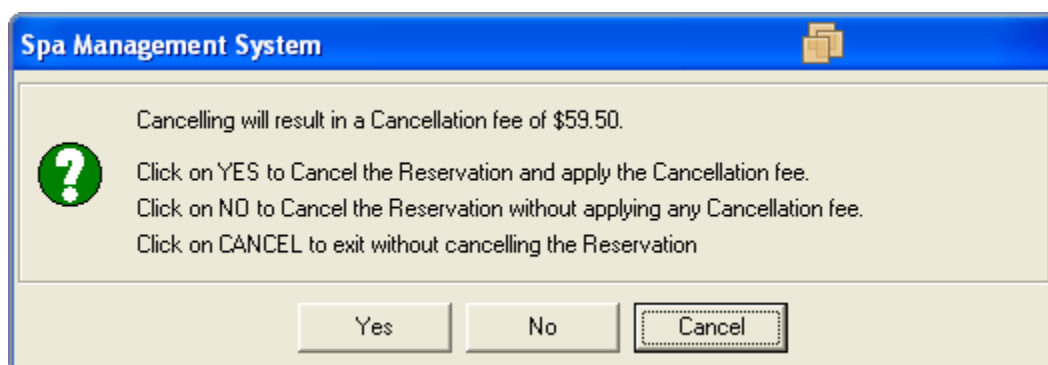 Spa Management System
Cancelling will result in a Cancellation fee of $59.50.
Click on YES to Cancel the Reservation and apply the Cancellation fee.
Click on NO to Cancel the Reservation without applying any Cancellation fee.
Click on CANCEL to exit without cancelling the Reservation
Yes No Cancel